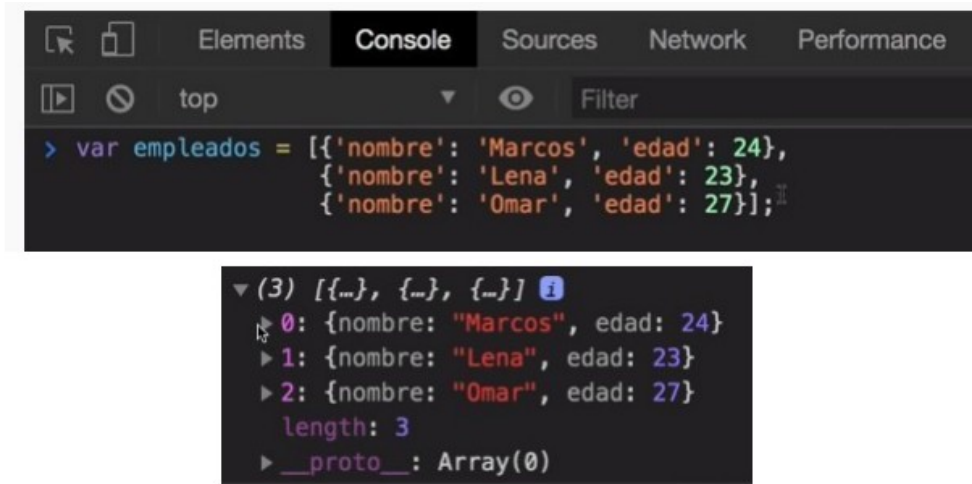 Elements Console Sources Network Performance
top Filter
> var empleados = [{'nombre': 'Marcos', 'edad': 24},
{'nombre': 'Lena', 'edad': 23},
{'nombre': 'Omar', 'edad': 27}];
▼ (3) [{…}, {…}, {…}] i
▶ 0: {nombre: "Marcos", edad: 24}
▶ 1: {nombre: "Lena", edad: 23}
▶ 2: {nombre: "Omar", edad: 27}
length: 3
▶ __proto__: Array(0)